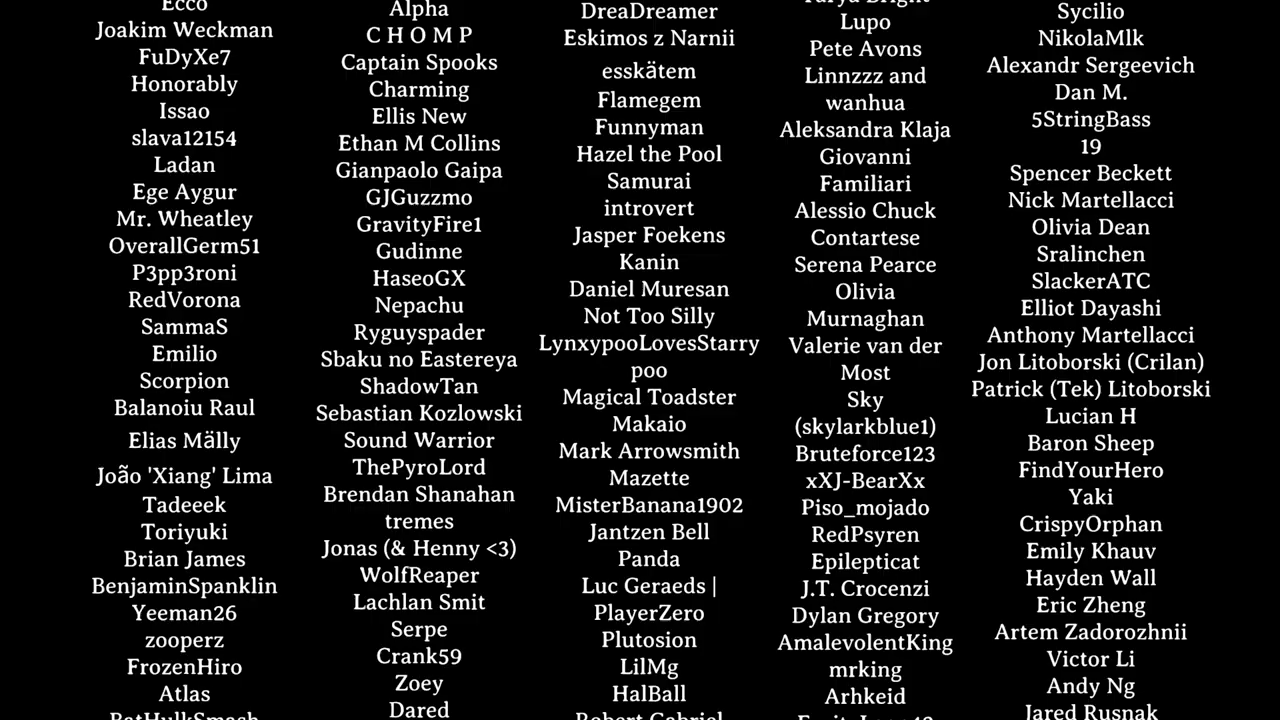 Ecco
Joakim Weckman
FuDyXe7
Honorably
Issao
slava12154
Ladan
Ege Aygur
Mr. Wheatley
OverallGerm51
P3pp3roni
RedVorona
SammaS
Emilio
Scorpion
Balanoiu Raul
Elias Mälly
João 'Xiang' Lima
Tadeeek
Toriyuki
Brian James
BenjaminSpanklin
Yeeman26
zooperz
FrozenHiro
Atlas
BatHulkSmash
Alpha
C H O M P
Captain Spooks
Charming
Ellis New
Ethan M Collins
Gianpaolo Gaipa
GJGuzzmo
GravityFire1
Gudinne
HaseoGX
Nepachu
Ryguyspader
Sbaku no Eastereya
ShadowTan
Sebastian Kozlowski
Sound Warrior
ThePyroLord
Brendan Shanahan
tremes
Jonas (& Henny <3)
WolfReaper
Lachlan Smit
Serpe
Crank59
Zoey
Dared
DreaDreamer
Eskimos z Narnii
esskätem
Flamegem
Funnyman
Hazel the Pool
Samurai
introvert
Jasper Foekens
Kanin
Daniel Muresan
Not Too Silly
LynxypooLovesStarry
poo
Magical Toadster
Makaio
Mark Arrowsmith
Mazette
MisterBanana1902
Jantzen Bell
Panda
Luc Geraeds |
PlayerZero
Plutosion
LilMg
HalBall
Robert Gabriel
Lupo
Pete Avons
Linnzzz and
wanhua
Aleksandra Klaja
Giovanni
Familiari
Alessio Chuck
Contartese
Serena Pearce
Olivia
Murnaghan
Valerie van der
Most
Sky
(skylarkblue1)
Bruteforce123
xXJ-BearXx
Piso_mojado
RedPsyren
Epilepticat
J.T. Crocenzi
Dylan Gregory
AmalevolentKing
mrking
Arhkeid
Sycilio
NikolaMlk
Alexandr Sergeevich
Dan M.
5StringBass
19
Spencer Beckett
Nick Martellacci
Olivia Dean
Sralinchen
SlackerATC
Elliot Dayashi
Anthony Martellacci
Jon Litoborski (Crilan)
Patrick (Tek) Litoborski
Lucian H
Baron Sheep
FindYourHero
Yaki
CrispyOrphan
Emily Khauv
Hayden Wall
Eric Zheng
Artem Zadorozhnii
Victor Li
Andy Ng
Jared Rusnak